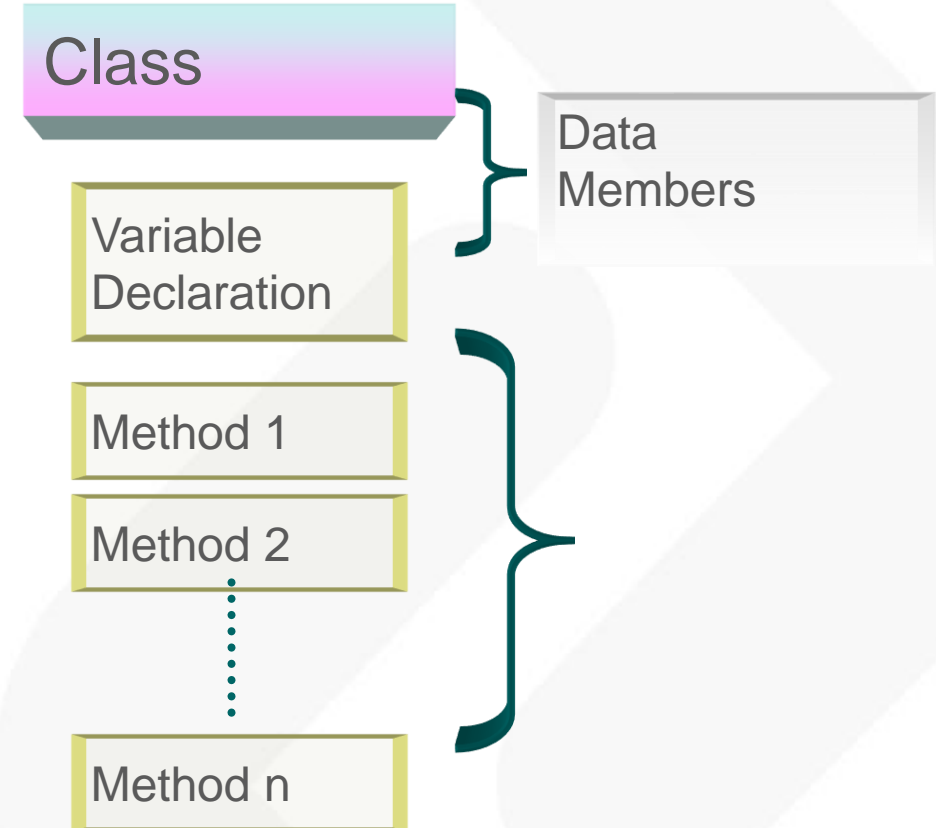 Class
Data
Members
Variable
Declaration
Method 1
Method 2
Method n